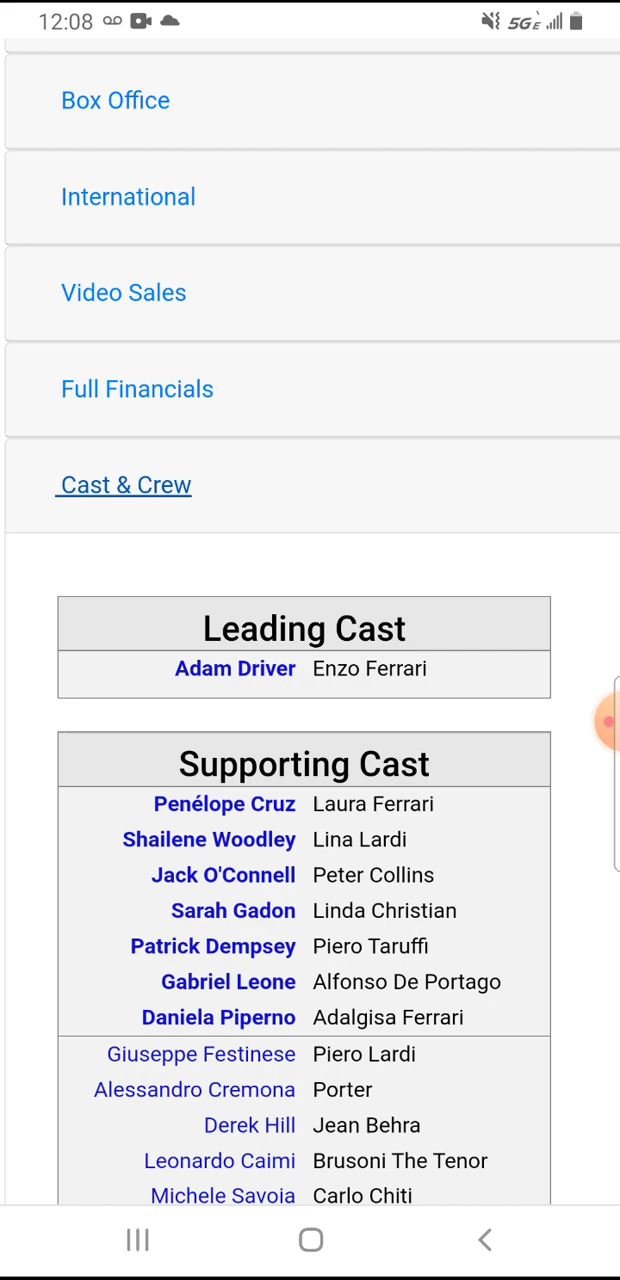 12:08 5GE
Box Office
International
Video Sales
Full Financials
Cast & Crew
Leading Cast
Adam Driver Enzo Ferrari
Supporting Cast
Penélope Cruz Laura Ferrari
Shailene Woodley Lina Lardi
Jack O'Connell Peter Collins
Sarah Gadon Linda Christian
Patrick Dempsey Piero Taruffi
Gabriel Leone Alfonso De Portago
Daniela Piperno Adalgisa Ferrari
Giuseppe Festinese Piero Lardi
Alessandro Cremona Porter
Derek Hill Jean Behra
Leonardo Caimi Brusoni The Tenor
Michele Savoia Carlo Chiti